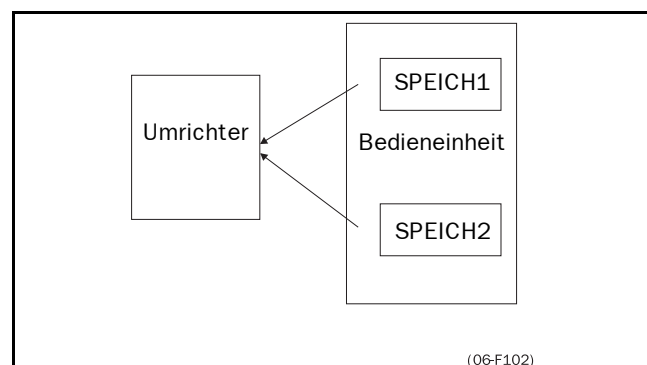 SPEICH1
Umrichter
Bedieneinheit
SPEICH2
(06-F102)